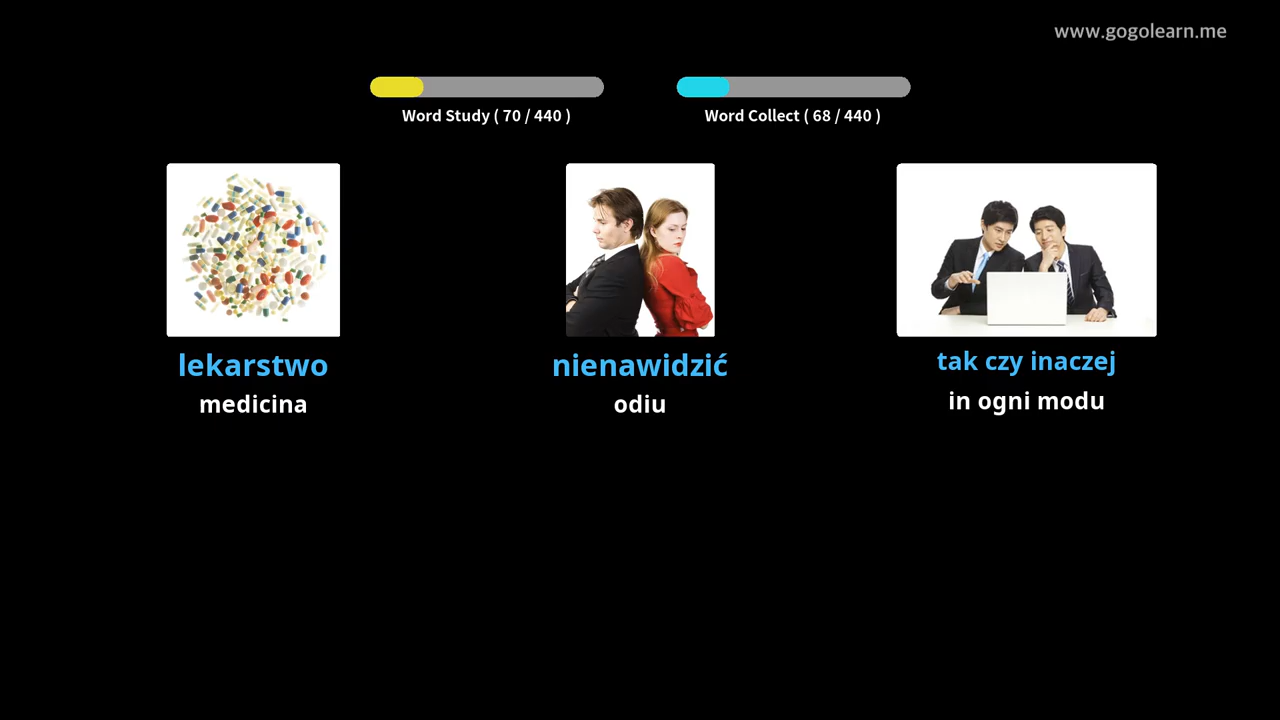 www.gogolearn.me
Word Study ( 70 / 440 )
Word Collect ( 68 / 440 )
lekarstwo
medicina
nienawidzić
odiu
tak czy inaczej
in ogni modu